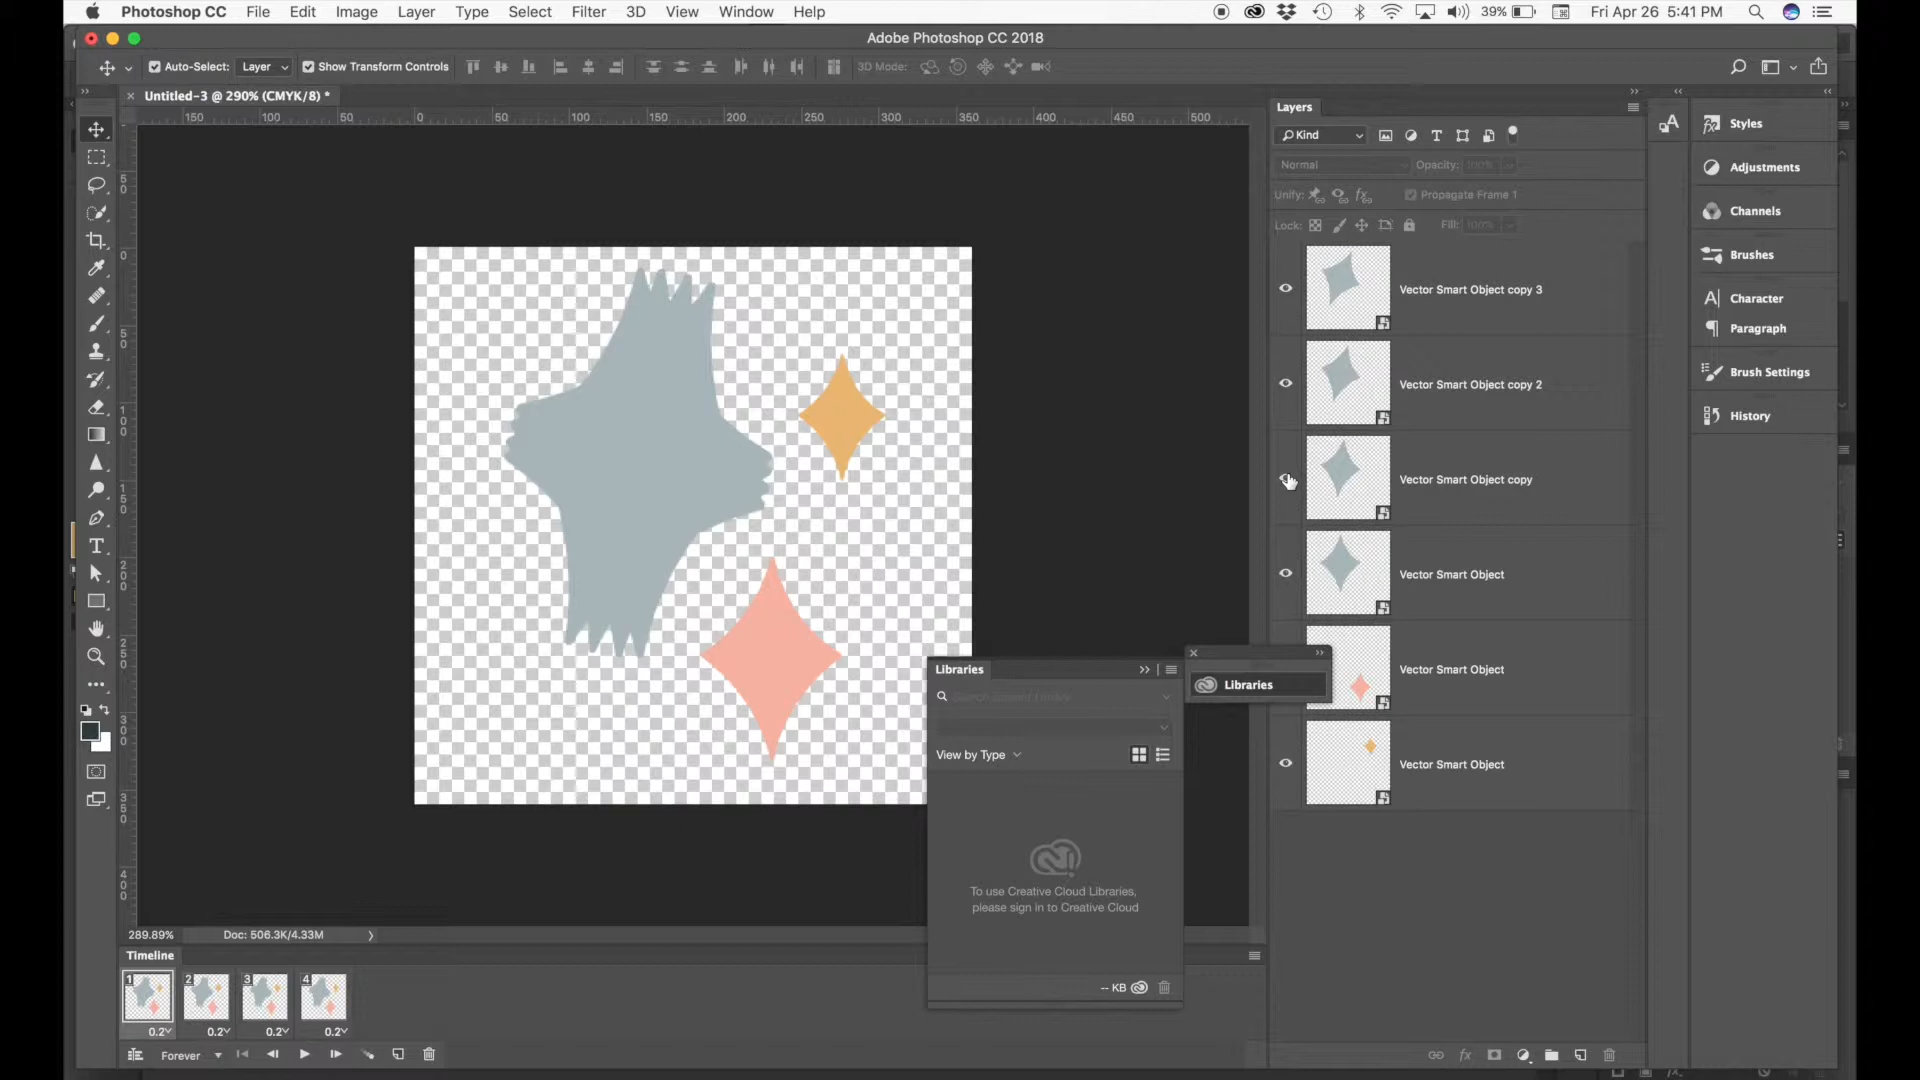 Photoshop CC File Edit Image Layer Type Select Filter 3D View Window Help 39% Fri Apr 26 5:41 PM
Adobe Photoshop CC 2018
Auto-Select: Layer Show Transform Controls 3D Mode:
Untitled-3 @ 290% (CMYK/8) *
150 100 50 0 50 100 150 200 250 300 350 400 450 500
Layers
Kind
Normal Opacity: 100%
Unify: Propagate Frame 1
Lock: Fill: 100%
Vector Smart Object copy 3
Vector Smart Object copy 2
Vector Smart Object copy
Vector Smart Object
Vector Smart Object
Vector Smart Object
Styles
Adjustments
Channels
Brushes
Character
Paragraph
Brush Settings
History
Libraries
Search Current Library
View by Type
To use Creative Cloud Libraries,
please sign in to Creative Cloud
-- KB
Libraries
289.89% Doc: 506.3K/4.33M
Timeline
1 2 3 4
0.2 0.2 0.2 0.2
Forever